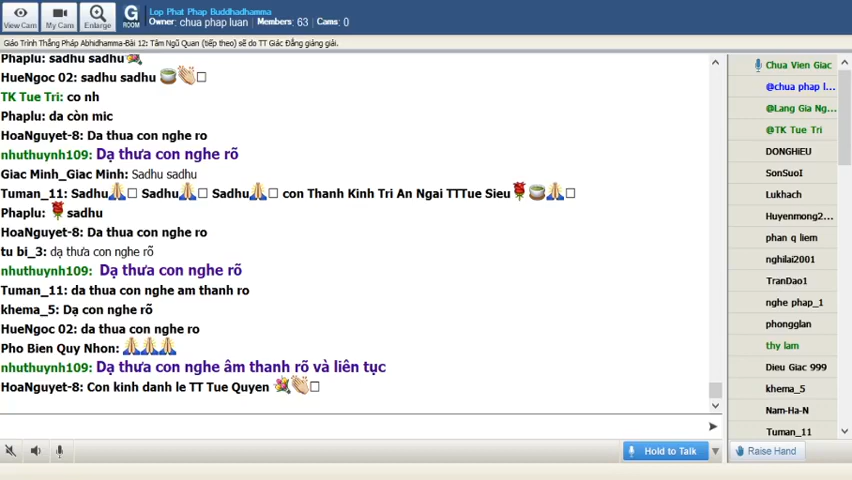 Lop Phat Phap Buddhadhamma
Owner: chua phap luan Members: 63 Cams: 0
View Cam
My Cam
Enlarge
G
ROOM
Giáo Trình Thắng Pháp Abhidhamma-Bài 12: Tâm Ngũ Quan (tiếp theo) sẽ do TT Giác Đẳng giảng giải.
Phaplu: sadhu sadhu
HueNgoc 02: sadhu sadhu
TK Tue Tri: co nh
Phaplu: da còn mic
HoaNguyet-8: Da thua con nghe ro
nhuthuynh109: Dạ thưa con nghe rõ
Giac Minh_Giac Minh: Sadhu sadhu
Tuman_11: Sadhu Sadhu Sadhu con Thanh Kinh Tri An Ngai TTTue Sieu
Phaplu: sadhu
HoaNguyet-8: Da thua con nghe ro
tu bi_3: dạ thưa con nghe rõ
nhuthuynh109: Dạ thưa con nghe rõ
Tuman_11: da thua con nghe am thanh ro
khema_5: Dạ con nghe rõ
HueNgoc 02: da thua con nghe ro
Pho Bien Quy Nhon:
nhuthuynh109: Dạ thưa con nghe âm thanh rõ và liên tục
HoaNguyet-8: Con kinh danh le TT Tue Quyen
Chua Vien Giac
@chua phap l...
@Lang Gia Ng...
@TK Tue Tri
DONGHiEU
SonSuoI
Lukhach
Huyenmong2...
phan q liem
nghilai2001
TranDao1
nghe phap_1
phongglan
thy lam
Dieu Giac 999
khema_5
Nam-Ha-N
Tuman_11
Hold to Talk
Raise Hand